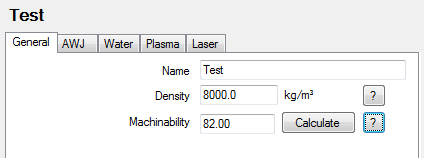 Test
General AWJ Water Plasma Laser
Name Test
Density 8000.0 kg/m³ ?
Machinability 82.00 Calculate ?